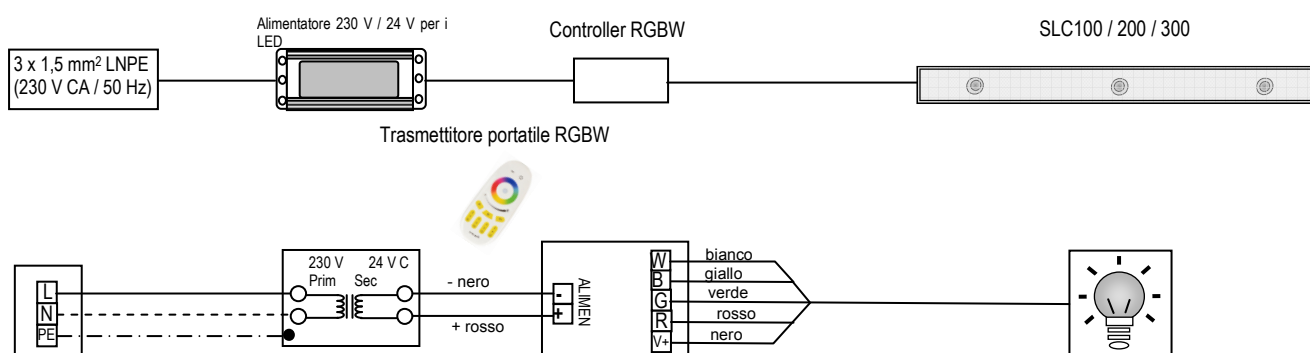 Alimentatore 230 V / 24 V per i
LED
Controller RGBW
SLC100 / 200 / 300
3 x 1,5 mm² LNPE
(230 V CA / 50 Hz)
Trasmettitore portatile RGBW
230 V 24 V C
Prim Sec
L
N
PE
- nero
+ rosso
-
+
ALIMEN
W
B
G
R
V+
bianco
giallo
verde
rosso
nero